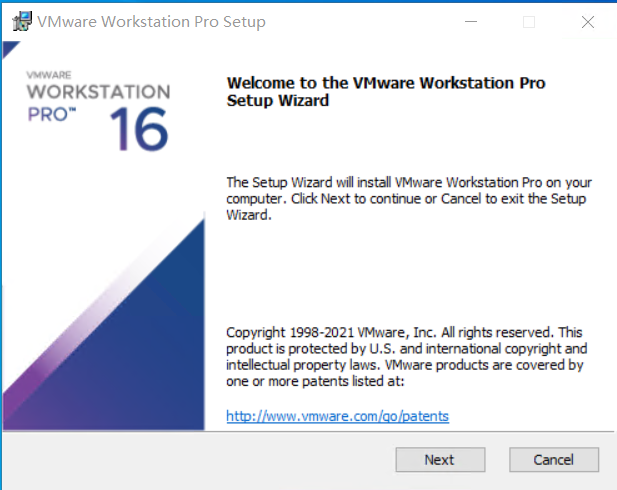 VMware Workstation Pro Setup
VMWARE
WORKSTATION
PRO™
16
Welcome to the VMware Workstation Pro
Setup Wizard
The Setup Wizard will install VMware Workstation Pro on your
computer. Click Next to continue or Cancel to exit the Setup
Wizard.
Copyright 1998-2021 VMware, Inc. All rights reserved. This
product is protected by U.S. and international copyright and
intellectual property laws. VMware products are covered by
one or more patents listed at:
http://www.vmware.com/go/patents
Next
Cancel